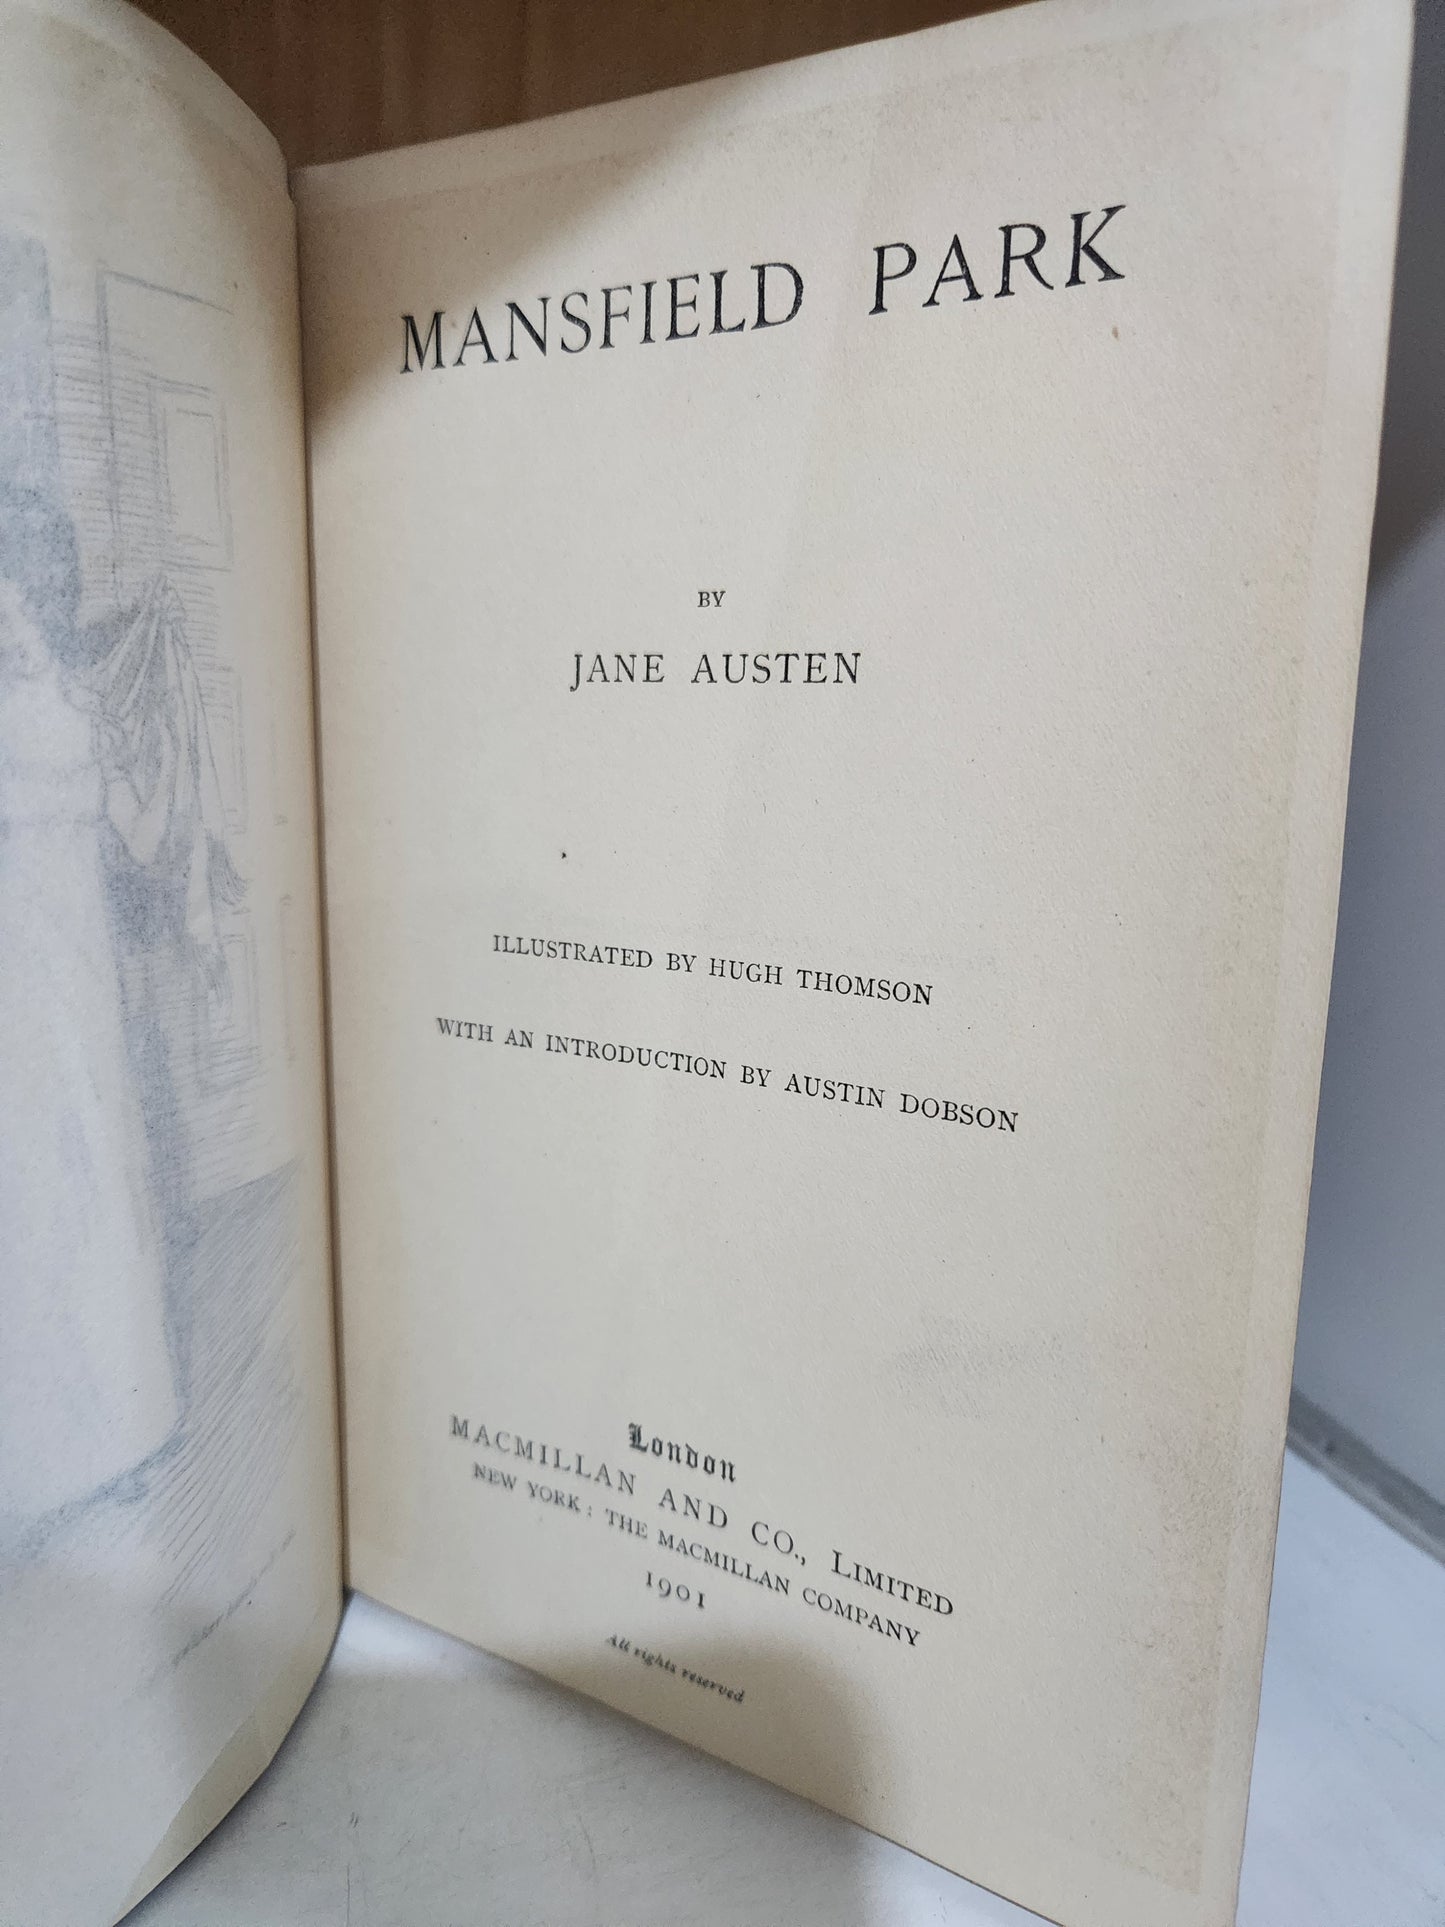 MANSFIELD PARK
BY
JANE AUSTEN
ILLUSTRATED BY HUGH THOMSON
WITH AN INTRODUCTION BY AUSTIN DOBSON
London
MACMILLAN AND CO., LIMITED
NEW YORK: THE MACMILLAN COMPANY
1901
All rights reserved